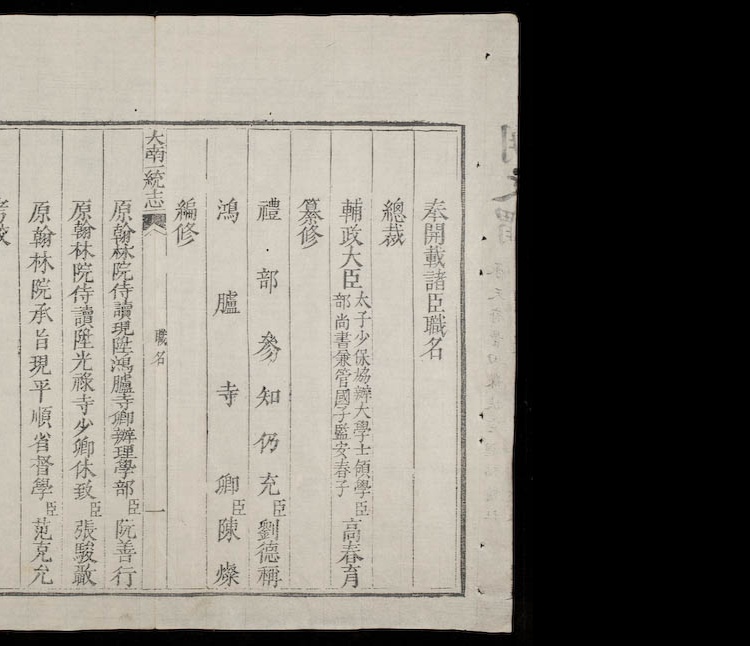 奉開載諸臣職名
總裁
輔政大臣太子少保協辦大學士領學
部尚書兼管國子監安春子臣高春育
纂修
禮部參知仍充臣劉德稱
鴻臚寺卿臣陳燦
編修
大南一統志 職名 一
原翰林院侍讀現陞鴻臚寺卿辦理學部臣阮善行
原翰林院侍讀陞光祿寺少卿休致臣張駿
原翰林院承旨現平順省督學臣范克允